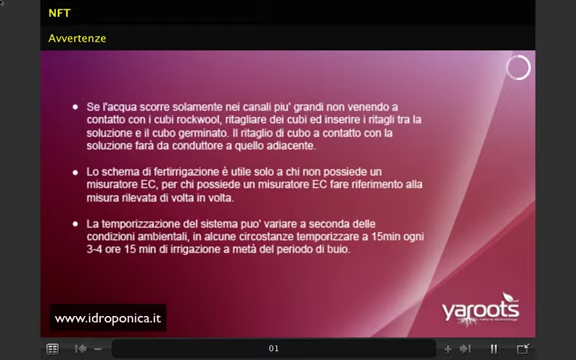 NFT
Avvertenze
Se l'acqua scorre solamente nei canali piu' grandi non venendo a
contatto con i cubi rockwool, ritagliare dei cubi ed inserire i ritagli tra la
soluzione e il cubo germinato. Il ritaglio di cubo a contatto con la
soluzione farà da conduttore a quello adiacente.
Lo schema di fertirrigazione è utile solo a chi non possiede un
misuratore EC, per chi possiede un misuratore EC fare riferimento alla
misura rilevata di volta in volta.
La temporizzazione del sistema puo' variare a seconda delle
condizioni ambientali, in alcune circostanze temporizzare a 15min ogni
3-4 ore 15 min di irrigazione a metà del periodo di buio.
www.idroponica.it
yaroots
01